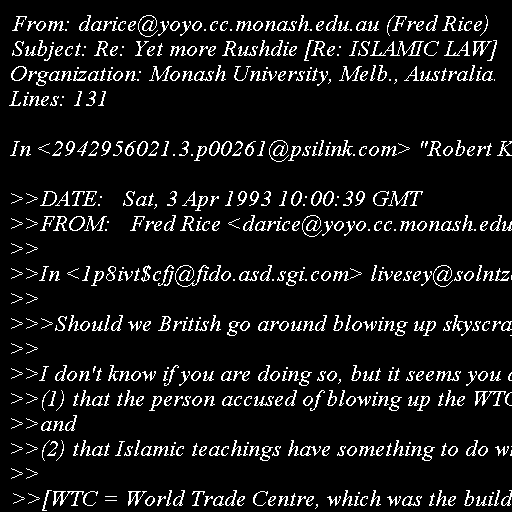 From: darice@yoyo.cc.monash.edu.au (Fred Rice)
Subject: Re: Yet more Rushdie [Re: ISLAMIC LAW]
Organization: Monash University, Melb., Australia.
Lines: 131

In <2942956021.3.p00261@psilink.com> "Robert K

>>DATE:   Sat, 3 Apr 1993 10:00:39 GMT
>>FROM:   Fred Rice <darice@yoyo.cc.monash.edu
>>
>>In <1p8ivt$cfj@fido.asd.sgi.com> livesey@solntz
>>
>>>Should we British go around blowing up skyscra
>>
>>I don't know if you are doing so, but it seems you
>>(1) that the person accused of blowing up the WTC
>>and
>>(2) that Islamic teachings have something to do
>>
>>[WTC = World Trade Centre, which was the build